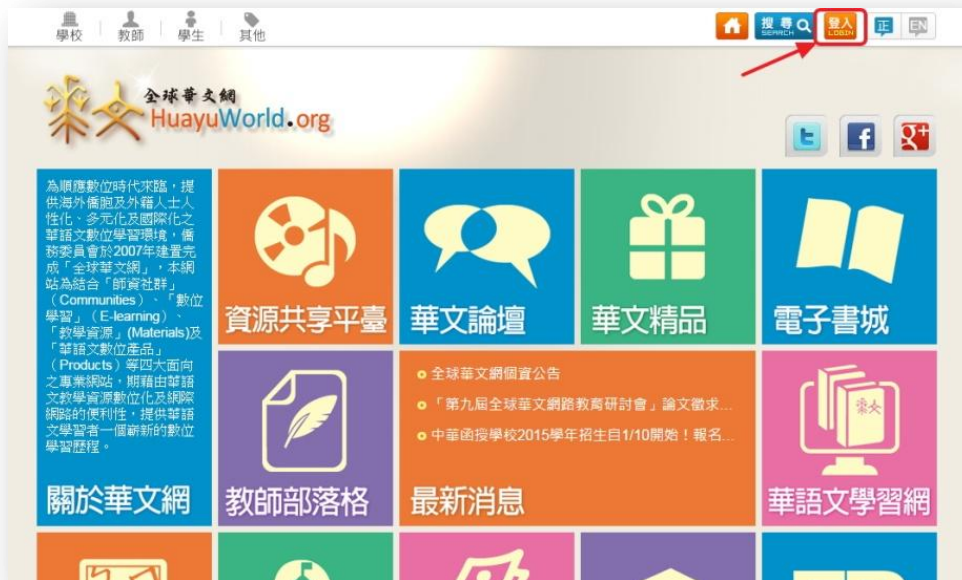 學校
教師
學生
其他
搜尋
SEARCH
登入
LOGIN
正
EN
全球華文網
HuayuWorld.org
為順應數位時代來臨，提
供海外僑胞及外籍人士人
性化、多元化及國際化之
華語文數位學習環境，僑
務委員會於2007年建置完
成「全球華文網」，本網
站為結合「師資社群」
（Communities）、「數位
學習」（E-learning）、
「教學資源」(Materials)及
「華語文數位產品」
（Products）等四大面向
之專業網站，期藉由華語
文教學資源數位化及網際
網路的便利性，提供華語
文學習者一個嶄新的數位
學習歷程。
關於華文網
資源共享平臺
華文論壇
華文精品
電子書城
教師部落格
全球華文網個資公告
「第九屆全球華文網路教育研討會」論文徵求...
中華函授學校2015學年招生自1/10開始！報名...
最新消息
華語文學習網